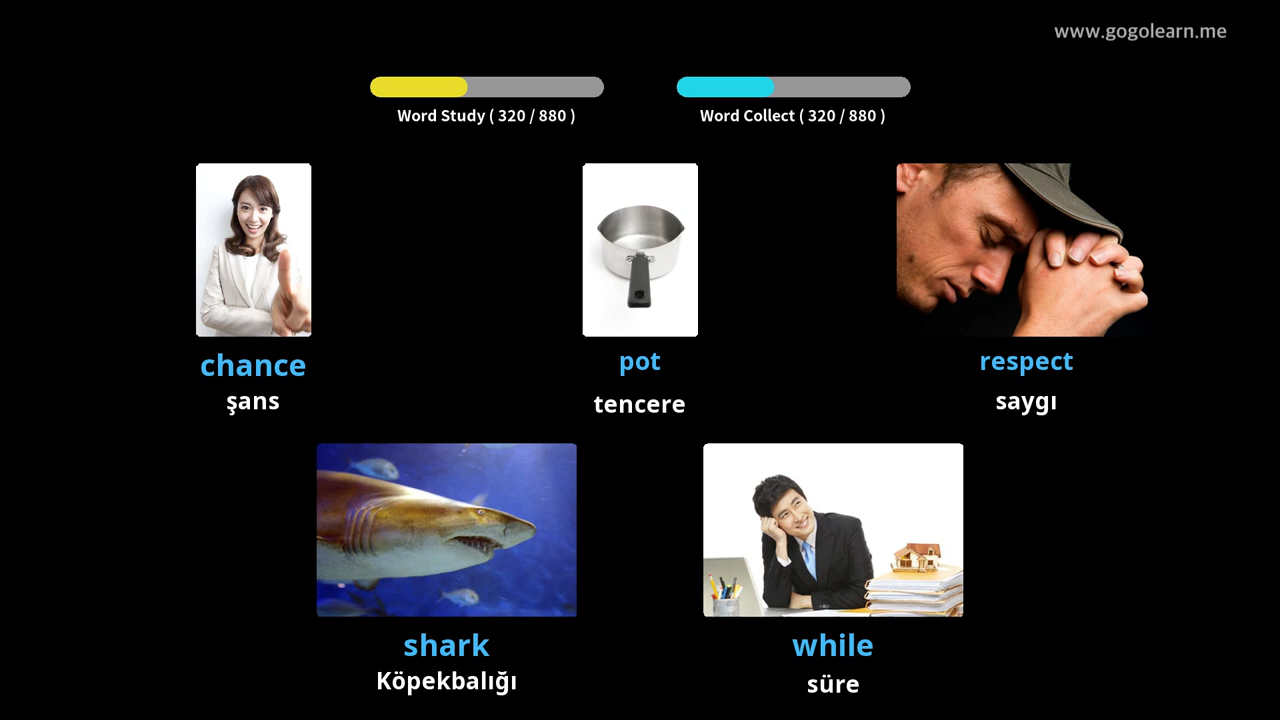 www.gogolearn.me
Word Study ( 320 / 880 )
Word Collect ( 320 / 880 )
chance
şans
pot
tencere
respect
saygı
shark
Köpekbalığı
while
süre